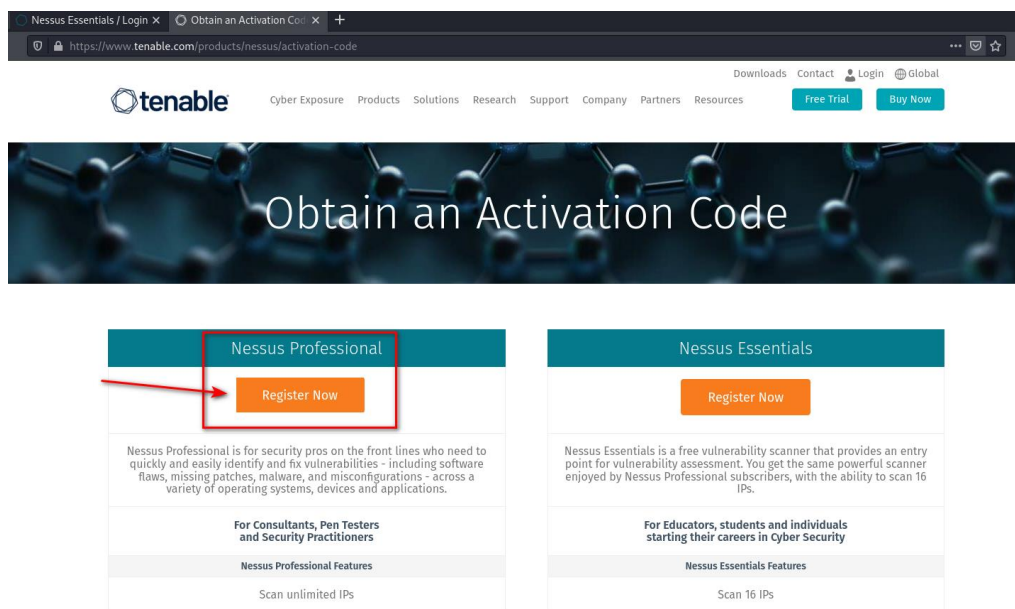 Nessus Essentials / Login
Obtain an Activation Cod
https://www.tenable.com/products/nessus/activation-code
Downloads Contact Login Global
tenable
Cyber Exposure Products Solutions Research Support Company Partners Resources
Free Trial Buy Now
Obtain an Activation Code
Nessus Professional
Register Now
Nessus Professional is for security pros on the front lines who need to
quickly and easily identify and fix vulnerabilities - including software
flaws, missing patches, malware, and misconfigurations - across a
variety of operating systems, devices and applications.
For Consultants, Pen Testers
and Security Practitioners
Nessus Professional Features
Scan unlimited IPs
Nessus Essentials
Register Now
Nessus Essentials is a free vulnerability scanner that provides an entry
point for vulnerability assessment. You get the same powerful scanner
enjoyed by Nessus Professional subscribers, with the ability to scan 16
IPs.
For Educators, students and individuals
starting their careers in Cyber Security
Nessus Essentials Features
Scan 16 IPs